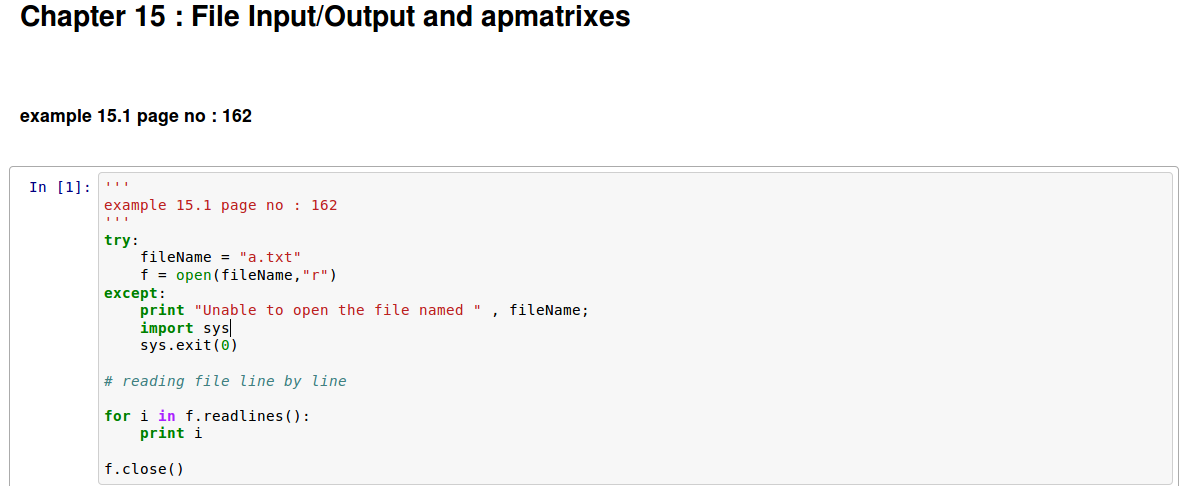 Chapter 15 : File Input/Output and apmatrixes
example 15.1 page no : 162
In [1]:
'''
example 15.1 page no : 162
'''
try:
    fileName = "a.txt"
    f = open(fileName,"r")
except:
    print "Unable to open the file named " , fileName;
    import sys
    sys.exit(0)
# reading file line by line
for i in f.readlines():
    print i
f.close()